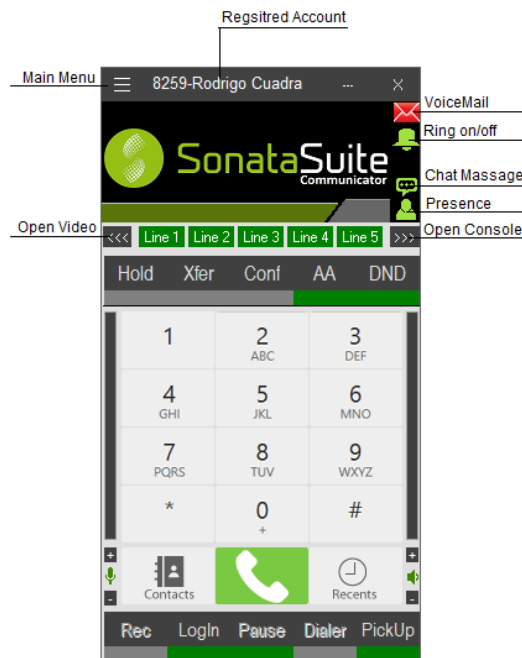 Regsitred Account
Main Menu
8259-Rodrigo Cuadra
...
X
VoiceMail
Ring on/off
SonataSuite
Communicator
Chat Massage
Presence
Open Video
<<< Line 1 Line 2 Line 3 Line 4 Line 5 >>>
Open Console
Hold Xfer Conf AA DND
1 2 3
ABC DEF
4 5 6
GHI JKL MNO
7 8 9
PQRS TUV WXYZ
* 0 #
+
+ +
Contacts Recents
- -
Rec LogIn Pause Dialer PickUp